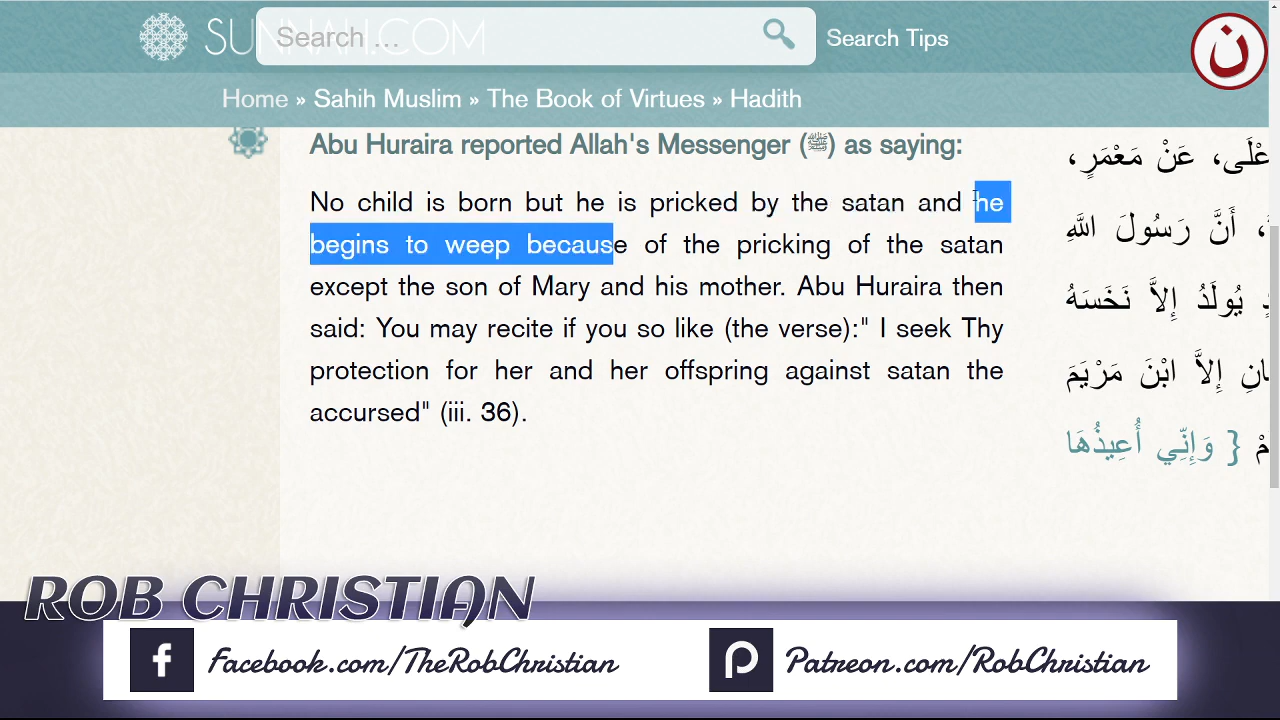 SUNNAH.COM
Search ...
Search Tips
ن
Home » Sahih Muslim » The Book of Virtues » Hadith
Abu Huraira reported Allah's Messenger (ﷺ) as saying:
No child is born but he is pricked by the satan and he
begins to weep because of the pricking of the satan
except the son of Mary and his mother. Abu Huraira then
said: You may recite if you so like (the verse):" I seek Thy
protection for her and her offspring against satan the
accursed" (iii. 36).
عَنْ مَعْمَرٍ،
أَنَّ رَسُولَ اللَّهِ
يُولَدُ إِلاَّ نَخَسَهُ
إِلاَّ ابْنَ مَرْيَمَ
{ وَإِنِّي أُعِيذُهَا
ROB CHRISTIAN
f Facebook.com/TheRobChristian
Patreon.com/RobChristian